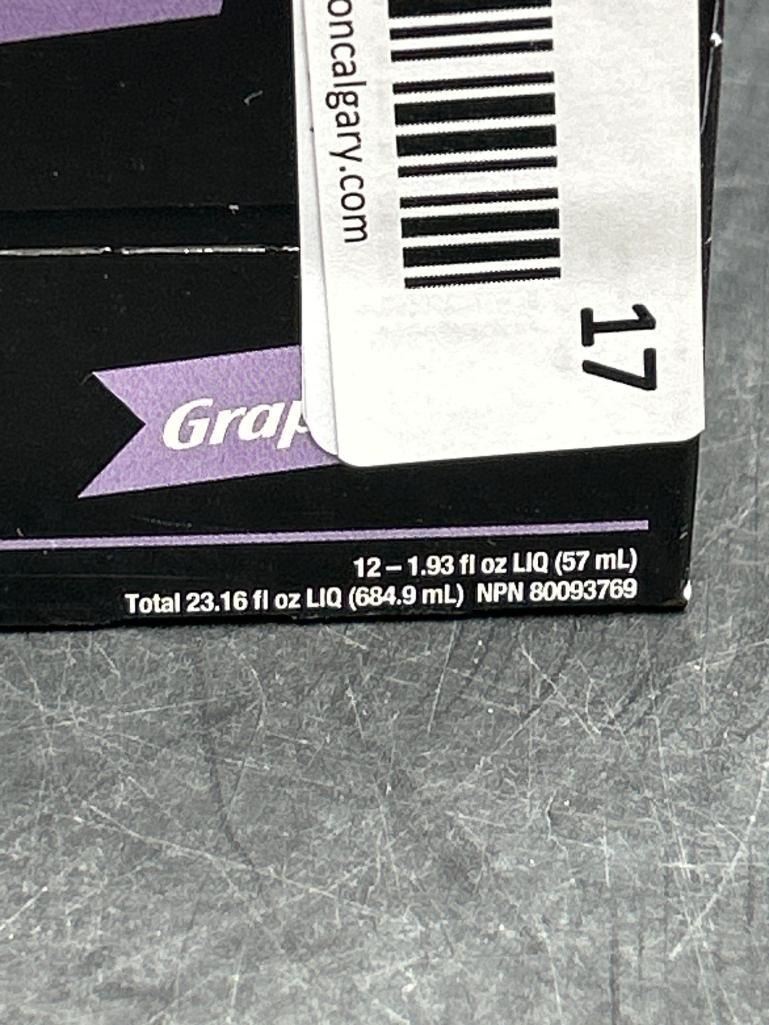 oncalgary.com
17
Grap
12 – 1.93 fl oz LIQ (57 mL)
Total 23.16 fl oz LIQ (684.9 mL) NPN 80093769